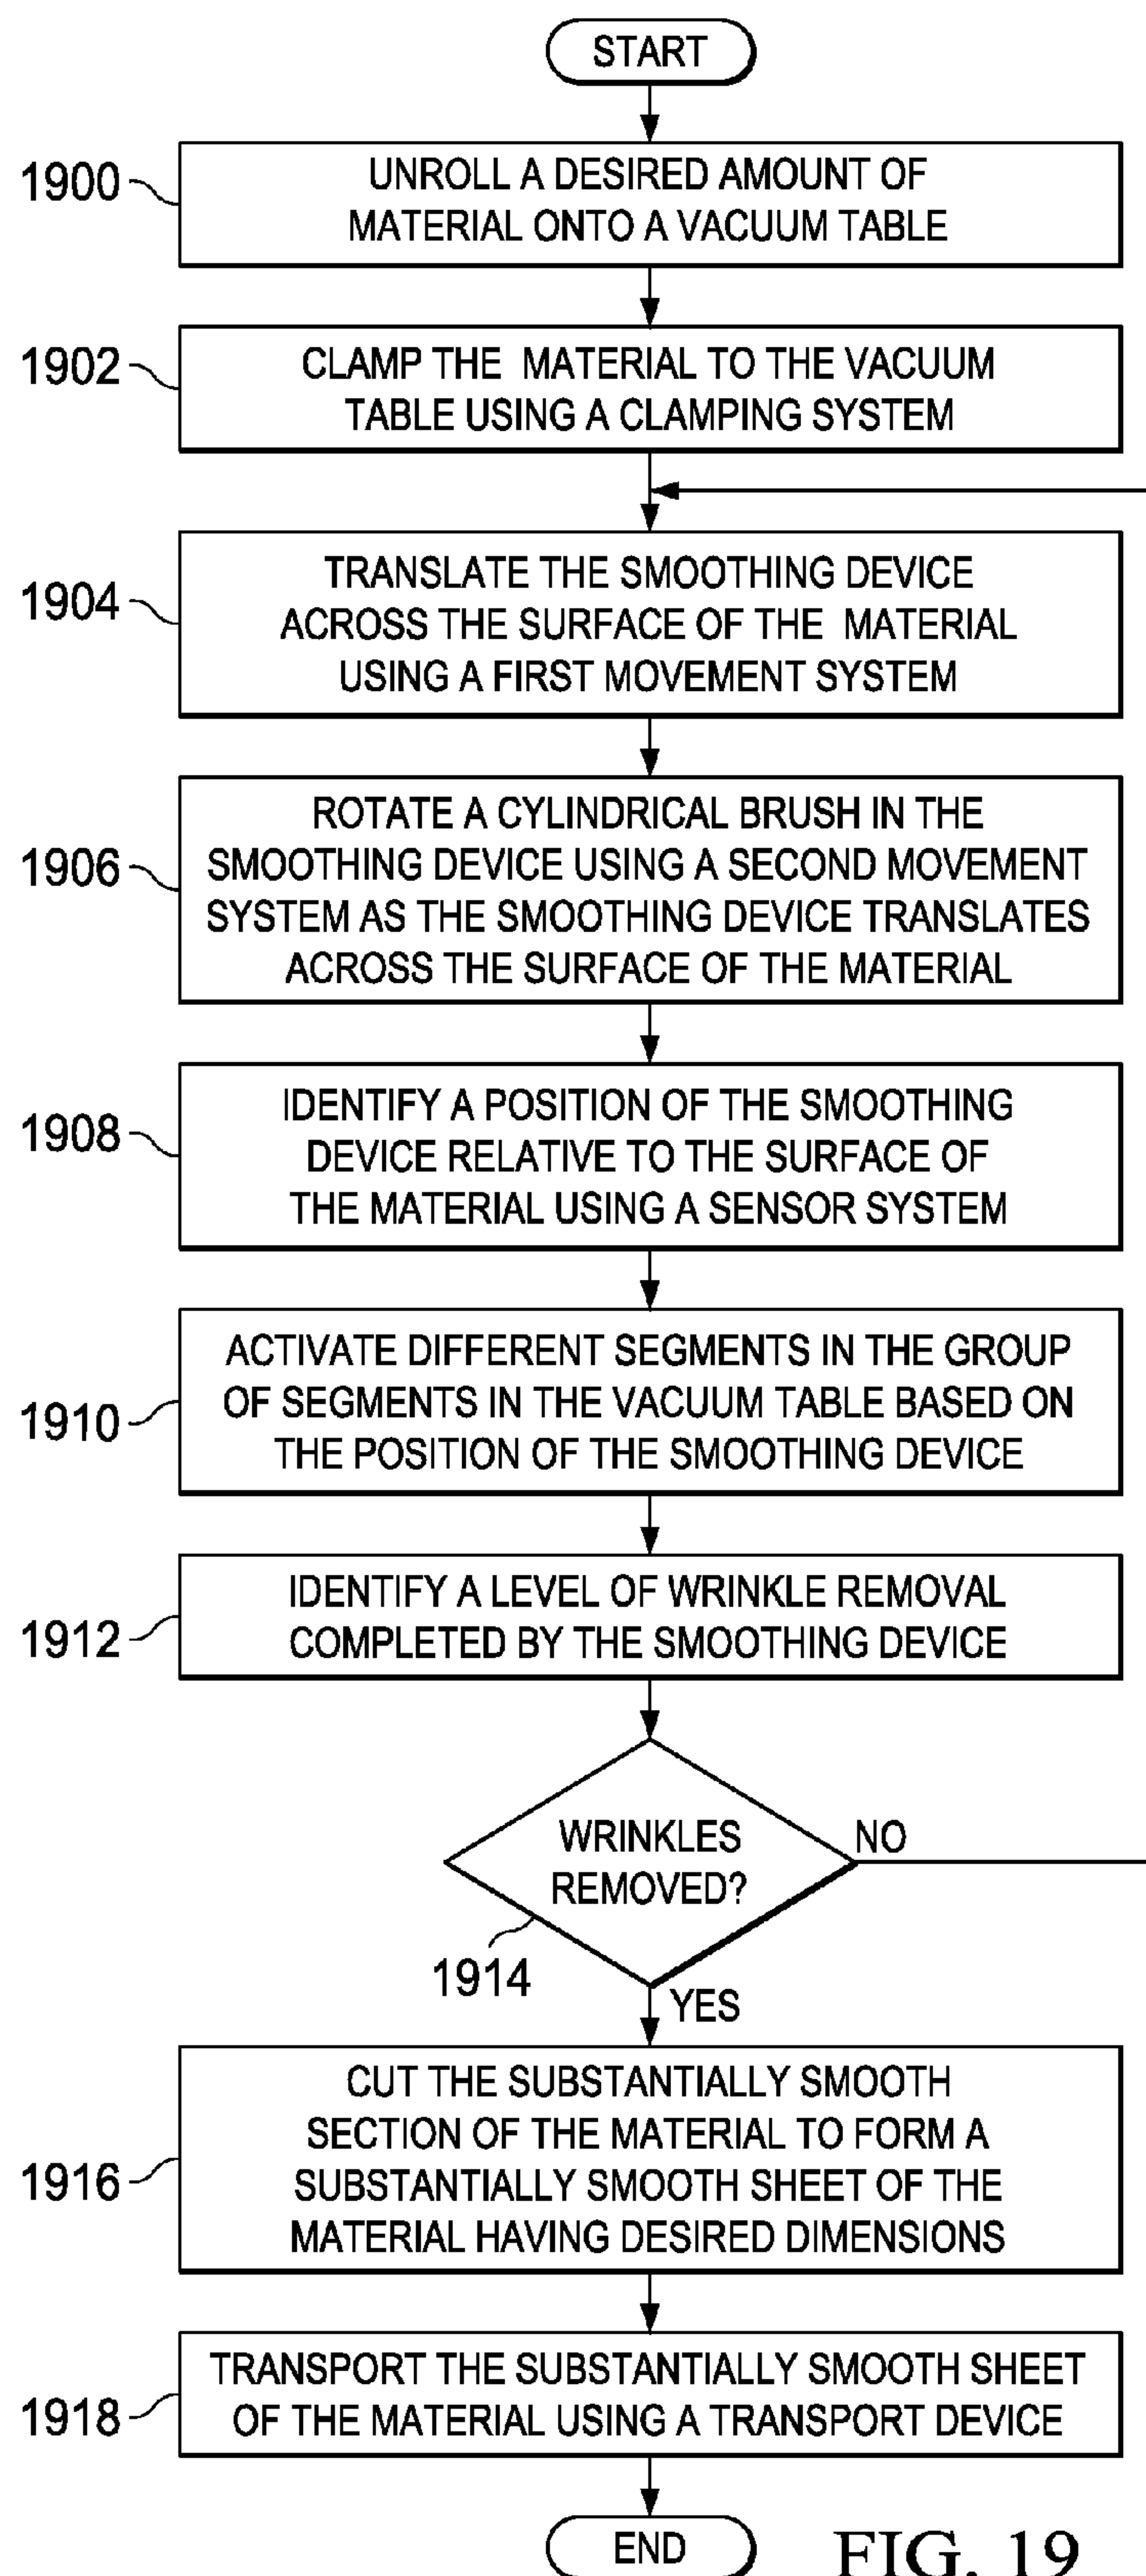 START
1900
UNROLL A DESIRED AMOUNT OF
MATERIAL ONTO A VACUUM TABLE
1902
CLAMP THE MATERIAL TO THE VACUUM
TABLE USING A CLAMPING SYSTEM
1904
TRANSLATE THE SMOOTHING DEVICE
ACROSS THE SURFACE OF THE MATERIAL
USING A FIRST MOVEMENT SYSTEM
1906
ROTATE A CYLINDRICAL BRUSH IN THE
SMOOTHING DEVICE USING A SECOND MOVEMENT
SYSTEM AS THE SMOOTHING DEVICE TRANSLATES
ACROSS THE SURFACE OF THE MATERIAL
1908
IDENTIFY A POSITION OF THE SMOOTHING
DEVICE RELATIVE TO THE SURFACE OF
THE MATERIAL USING A SENSOR SYSTEM
1910
ACTIVATE DIFFERENT SEGMENTS IN THE GROUP
OF SEGMENTS IN THE VACUUM TABLE BASED ON
THE POSITION OF THE SMOOTHING DEVICE
1912
IDENTIFY A LEVEL OF WRINKLE REMOVAL
COMPLETED BY THE SMOOTHING DEVICE
WRINKLES
REMOVED?
NO
1914
YES
1916
CUT THE SUBSTANTIALLY SMOOTH
SECTION OF THE MATERIAL TO FORM A
SUBSTANTIALLY SMOOTH SHEET OF THE
MATERIAL HAVING DESIRED DIMENSIONS
1918
TRANSPORT THE SUBSTANTIALLY SMOOTH SHEET
OF THE MATERIAL USING A TRANSPORT DEVICE
END
FIG. 19